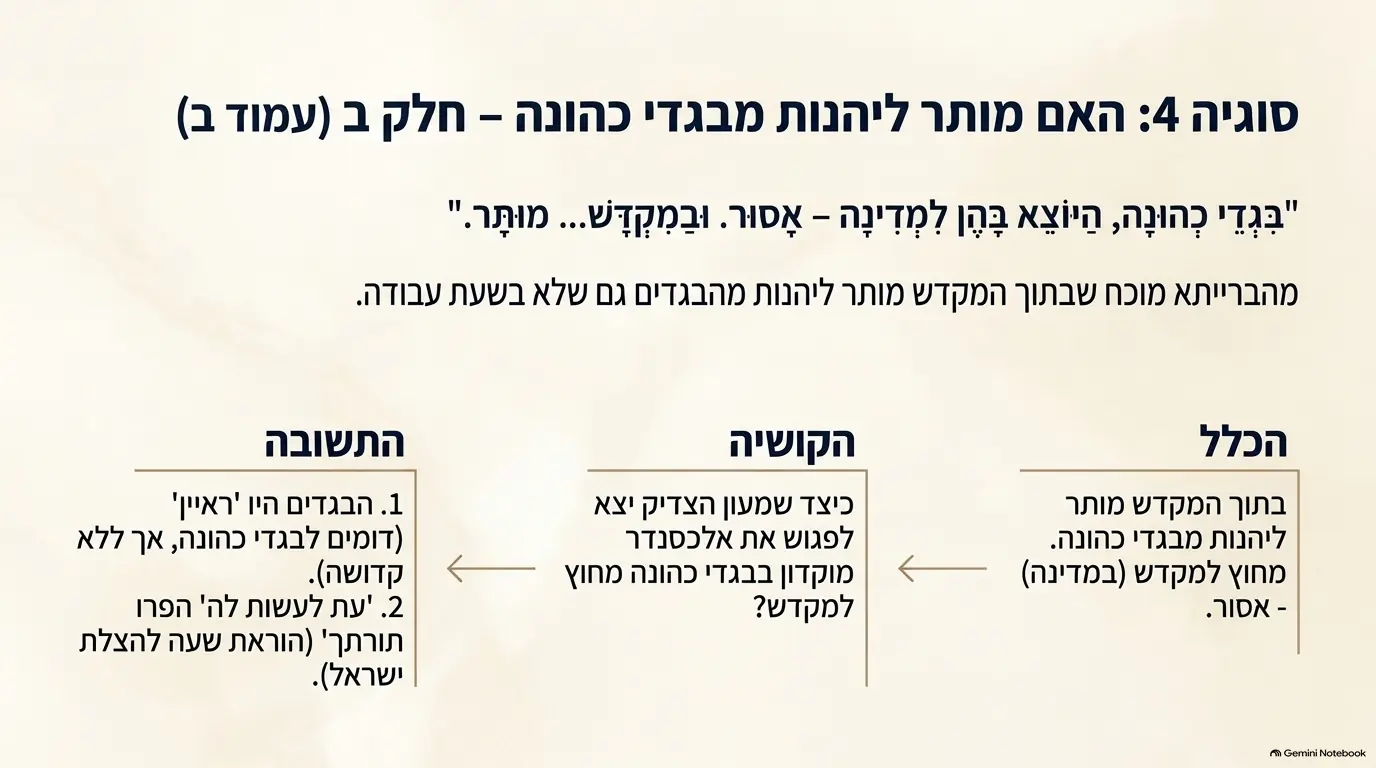 סוגיה 4: האם מותר ליהנות מבגדי כהונה – חלק ב (עמוד ב)
"בִּגְדֵי כְהוּנָה, הַיּוֹצֵא בָּהֶן לִמְדִינָה – אָסוּר. וּבַמִקְדָּשׁ... מוּתָּר."
מהברייתא מוכח שבתוך המקדש מותר ליהנות מהבגדים גם שלא בשעת עבודה.
הכלל
בתוך המקדש מותר
ליהנות מבגדי כהונה.
מחוץ למקדש (במדינה)
- אסור.
הקושיה
כיצד שמעון הצדיק יצא
לפגוש את אלכסנדר
מוקדון בבגדי כהונה מחוץ
למקדש?
התשובה
1. הבגדים היו 'ראויין'
(דומים לבגדי כהונה, אך ללא
קדושה).
2. 'עת לעשות לה' הפרו
תורתך' (הוראת שעה להצלת
ישראל).
Gemini Notebook